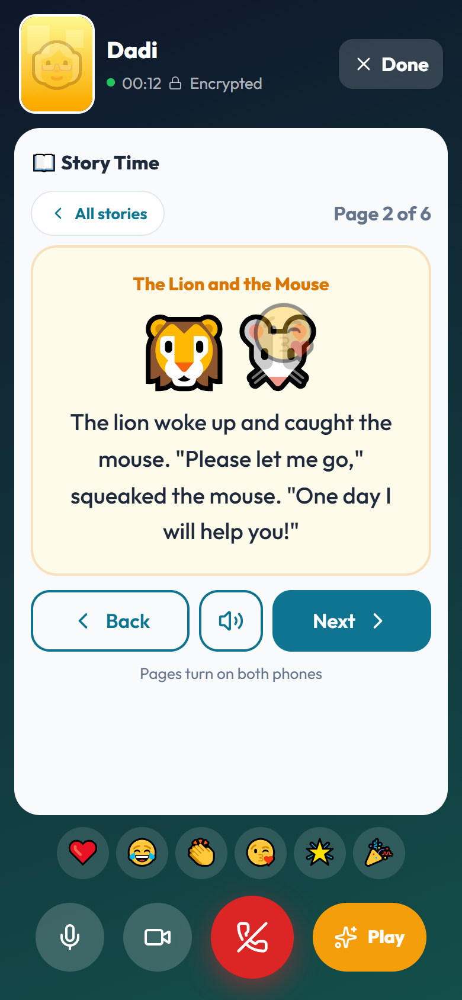 Dadi
00:12 Encrypted
Done
Story Time
All stories
Page 2 of 6
The Lion and the Mouse
The lion woke up and caught the
mouse. "Please let me go,"
squeaked the mouse. "One day I
will help you!"
Back
Next
Pages turn on both phones
Play